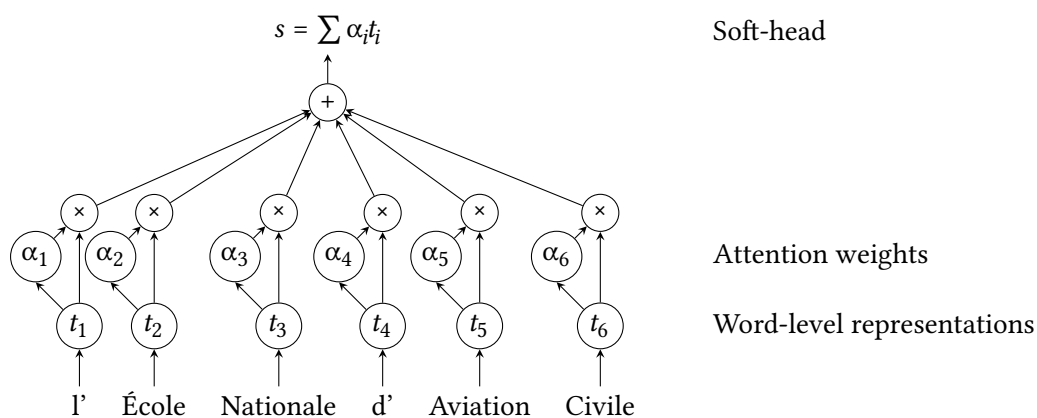 s = ∑ αᵢtᵢ Soft-head
+
× × × × × ×
α₁ α₂ α₃ α₄ α₅ α₆ Attention weights
t₁ t₂ t₃ t₄ t₅ t₆ Word-level representations
l’ École Nationale d’ Aviation Civile